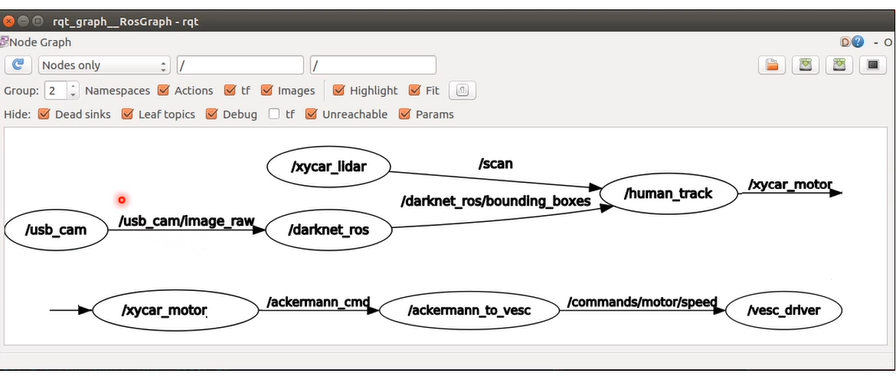 rqt_graph__RosGraph - rqt
Node Graph
D ? - O
Nodes only / /
Group: 2 Namespaces Actions tf Images Highlight Fit
Hide: Dead sinks Leaf topics Debug tf Unreachable Params
/xycar_lidar
/scan
/human_track
/xycar_motor
/darknet_ros/bounding_boxes
/usb_cam
/usb_cam/image_raw
/darknet_ros
/xycar_motor
/ackermann_cmd
/ackermann_to_vesc
/commands/motor/speed
/vesc_driver